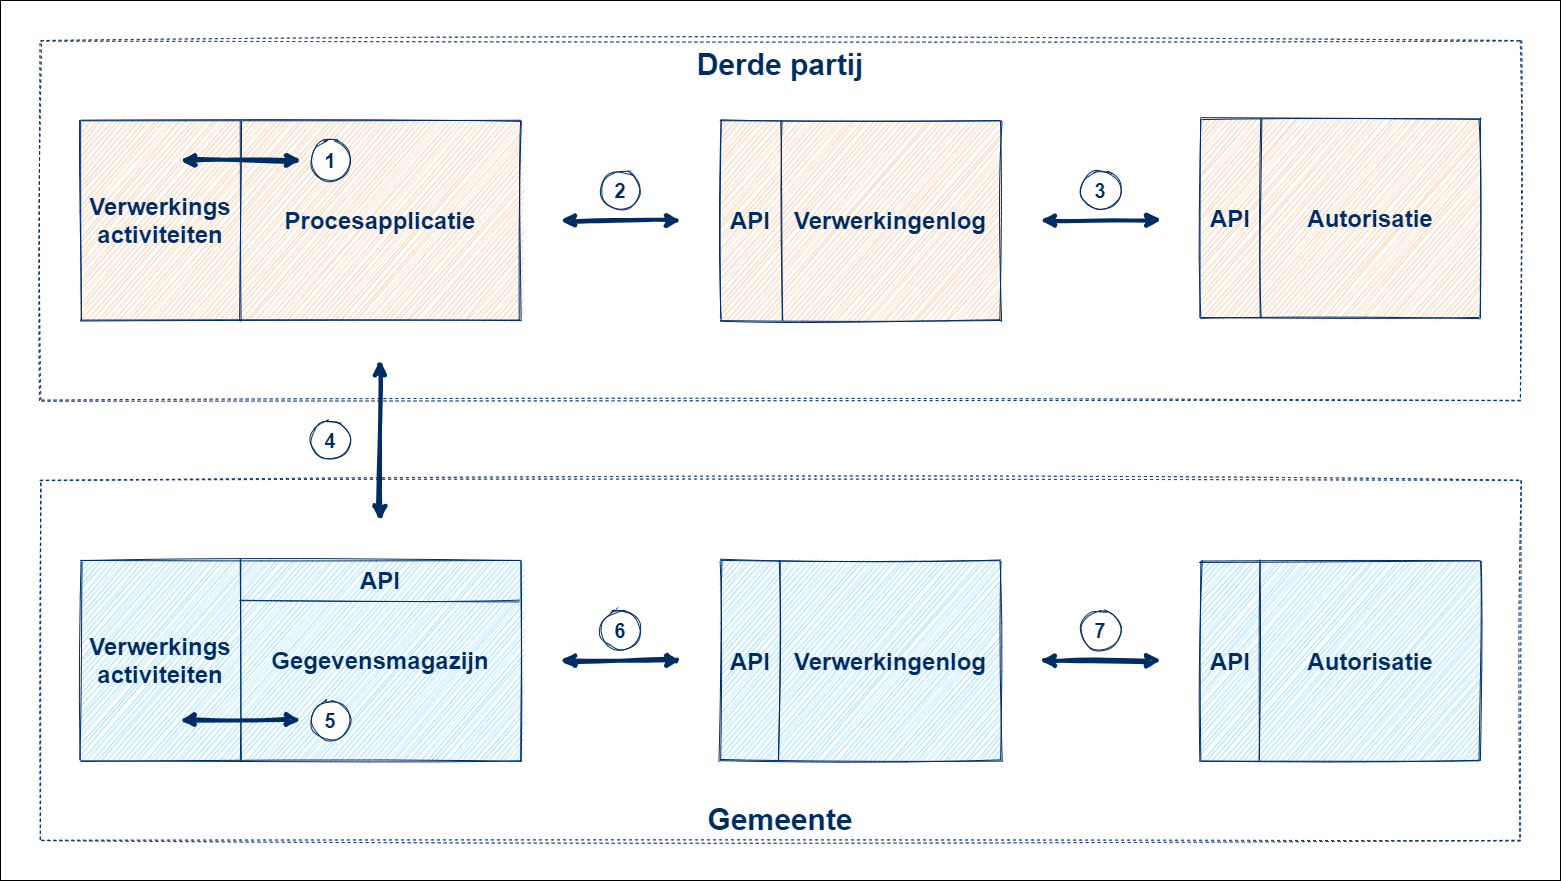 Derde partij
1
Verwerkings
activiteiten
Procesapplicatie
2
API
Verwerkingenlog
3
API
Autorisatie
4
API
Verwerkings
activiteiten
Gegevensmagazijn
5
6
API
Verwerkingenlog
7
API
Autorisatie
Gemeente